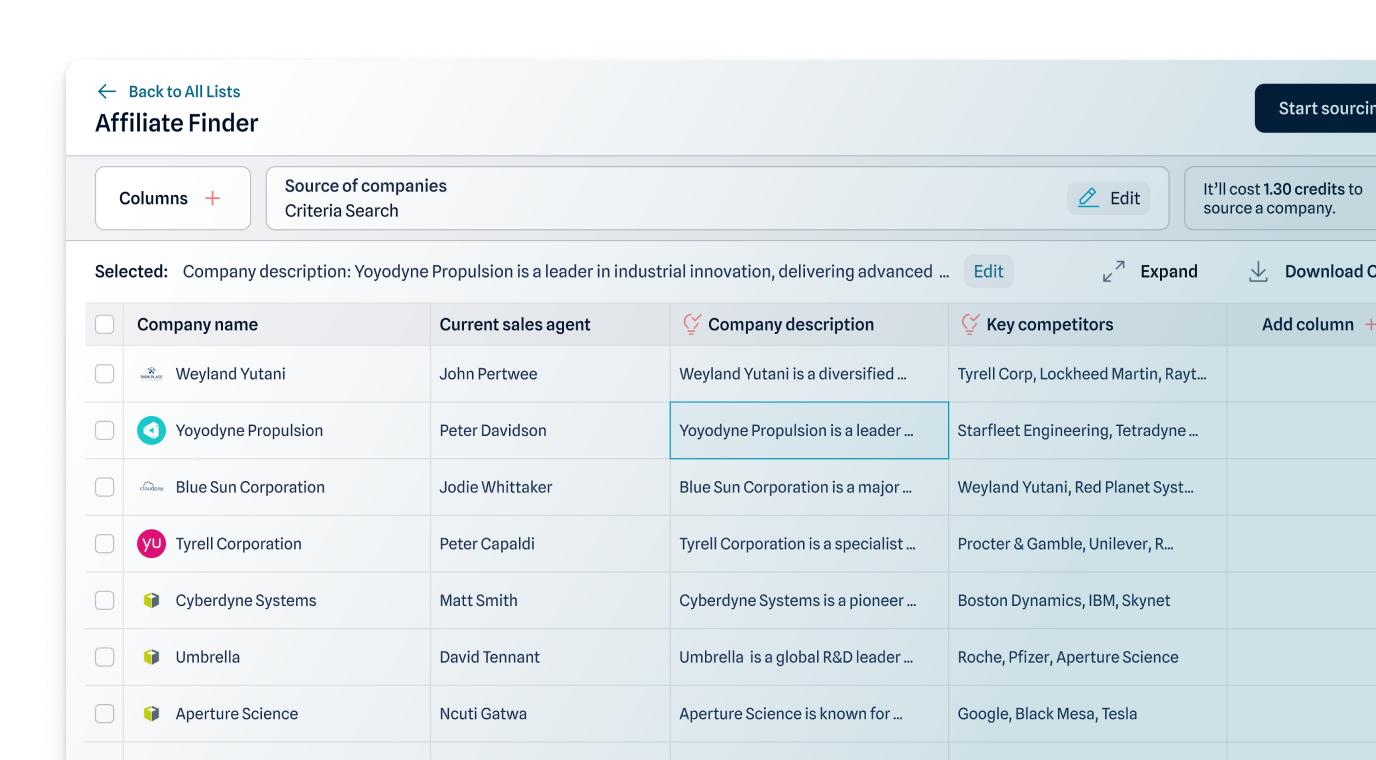 Back to All Lists
Affiliate Finder
Start sourcin
Columns
Source of companies
Criteria Search
Edit
It'll cost 1.30 credits to
source a company.
Selected: Company description: Yoyodyne Propulsion is a leader in industrial innovation, delivering advanced ...
Edit
Expand
Download C
Company name Current sales agent Company description Key competitors Add column
Weyland Yutani John Pertwee Weyland Yutani is a diversified ... Tyrell Corp, Lockheed Martin, Rayt...
Yoyodyne Propulsion Peter Davidson Yoyodyne Propulsion is a leader ... Starfleet Engineering, Tetradyne ...
cloudpay Blue Sun Corporation Jodie Whittaker Blue Sun Corporation is a major ... Weyland Yutani, Red Planet Syst...
yu Tyrell Corporation Peter Capaldi Tyrell Corporation is a specialist ... Procter & Gamble, Unilever, R...
Cyberdyne Systems Matt Smith Cyberdyne Systems is a pioneer ... Boston Dynamics, IBM, Skynet
Umbrella David Tennant Umbrella is a global R&D leader ... Roche, Pfizer, Aperture Science
Aperture Science Ncuti Gatwa Aperture Science is known for ... Google, Black Mesa, Tesla